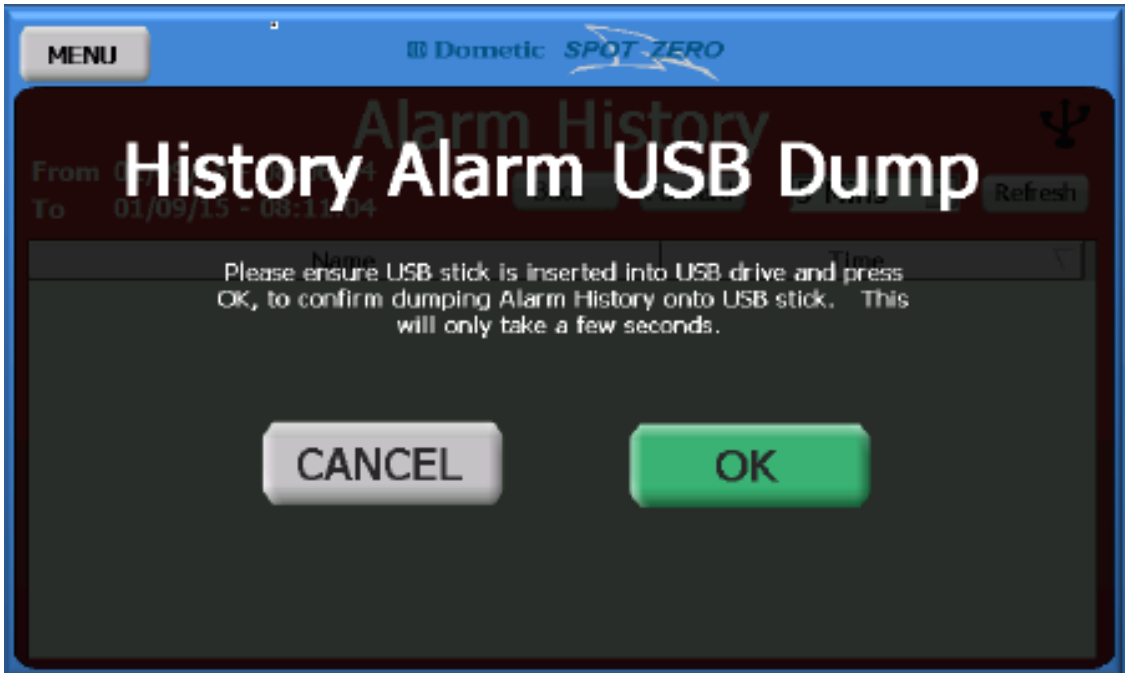 MENU
Dometic SPOT ZERO
Alarm History
History Alarm USB Dump
From
To 01/09/15 - 08:11:04
5 Mins
Refresh
Name Time
Please ensure USB stick is inserted into USB drive and press
OK, to confirm dumping Alarm History onto USB stick. This
will only take a few seconds.
CANCEL OK